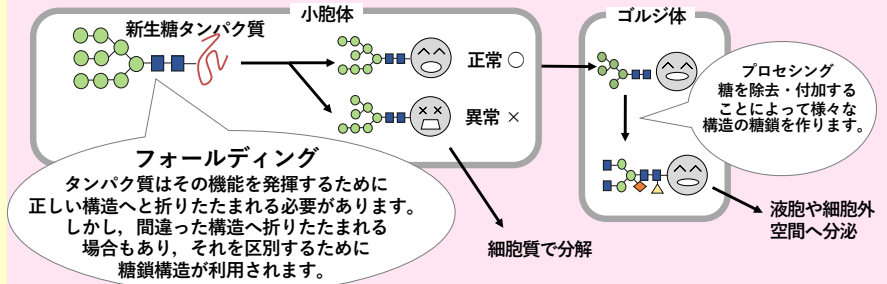 小胞体
新生糖タンパク質
正常 ○
異常 ×
フォールディング
タンパク質はその機能を発揮するために
正しい構造へと折りたたまれる必要があります。
しかし，間違った構造へ折りたたまれる
場合もあり，それを区別するために
糖鎖構造が利用されます。
細胞質で分解
ゴルジ体
プロセシング
糖を除去・付加する
ことによって様々な
構造の糖鎖を作ります。
液胞や細胞外
空間へ分泌